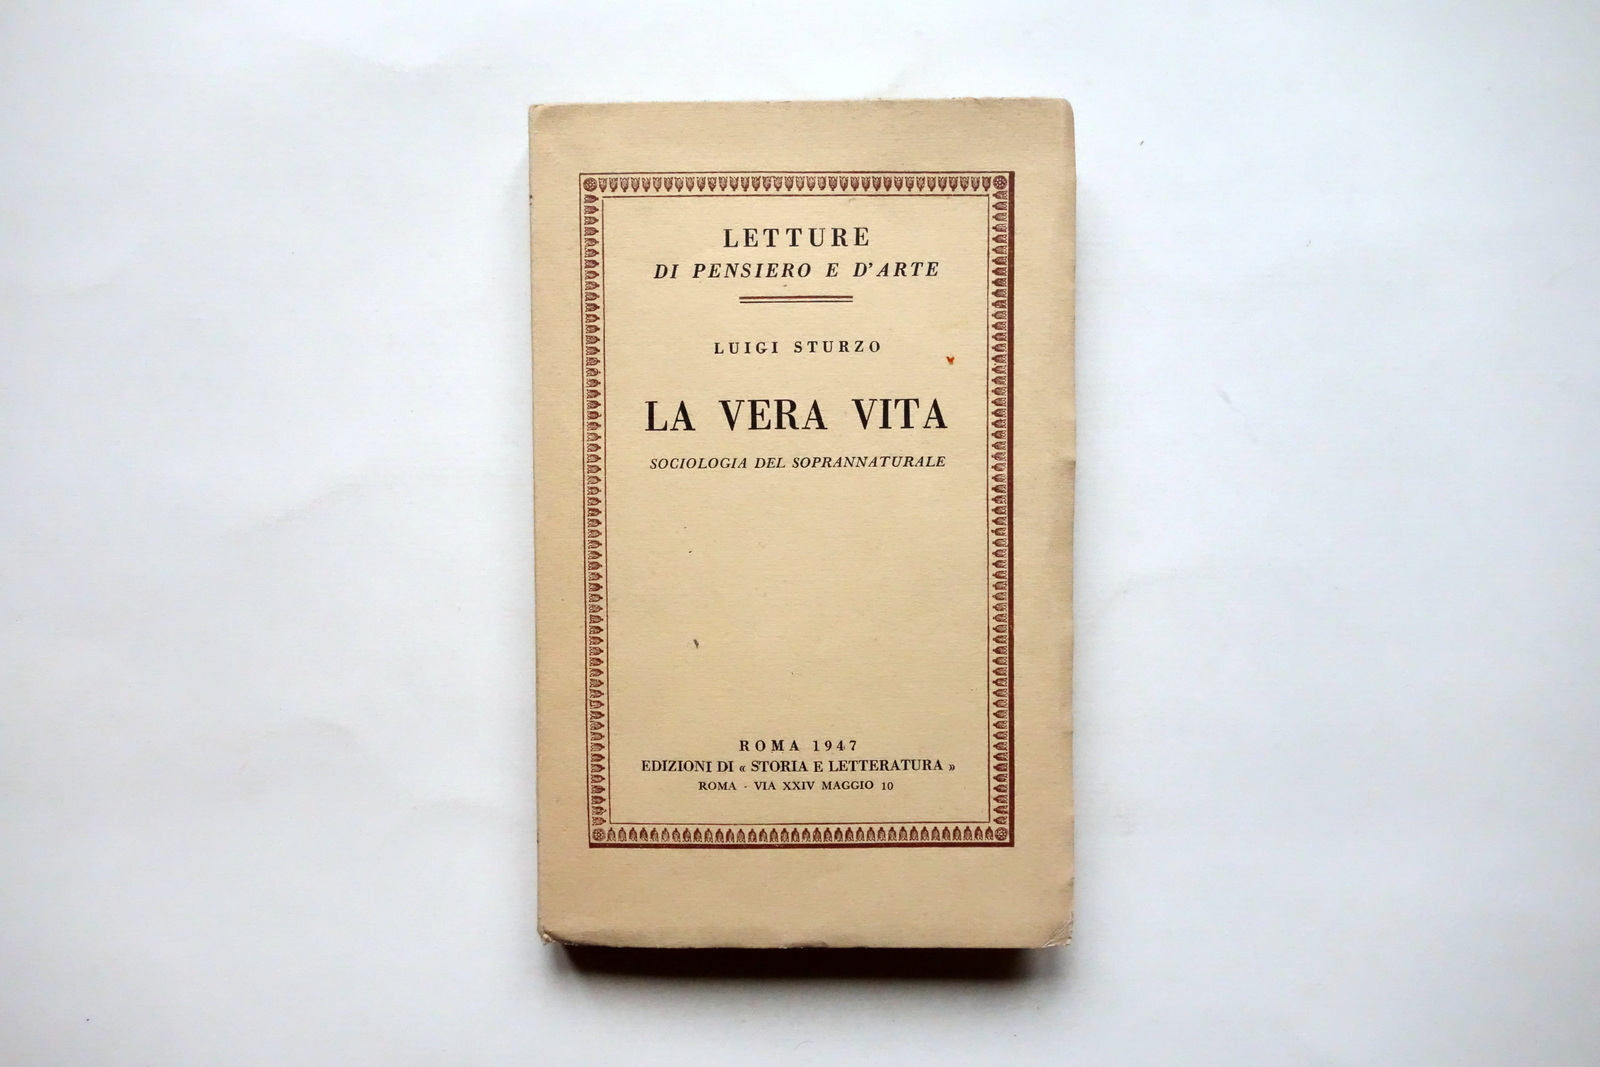 LETTURE
DI PENSIERO E D'ARTE
LUIGI STURZO
LA VERA VITA
SOCIOLOGIA DEL SOPRANNATURALE
ROMA 1947
EDIZIONI DI « STORIA E LETTERATURA »
ROMA - VIA XXIV MAGGIO 10